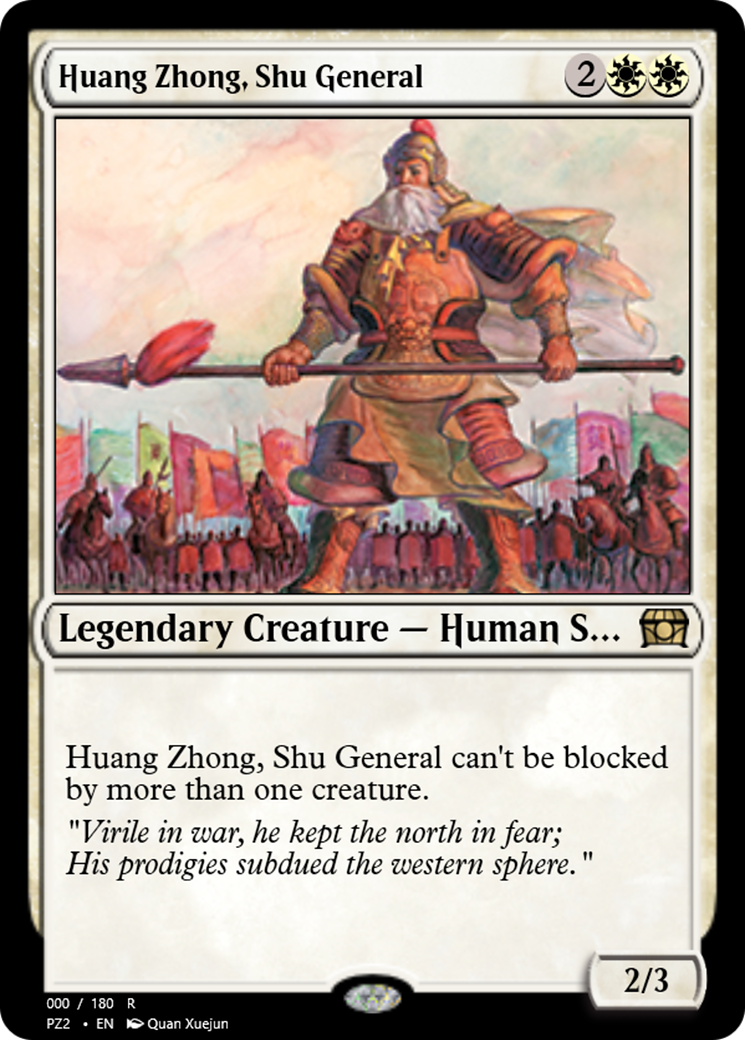 Huang Zhong, Shu General 2
Legendary Creature — Human S...
Huang Zhong, Shu General can't be blocked
by more than one creature.
"Virile in war, he kept the north in fear;
His prodigies subdued the western sphere."
2/3
000 / 180 R
PZ2 • EN Quan Xuejun